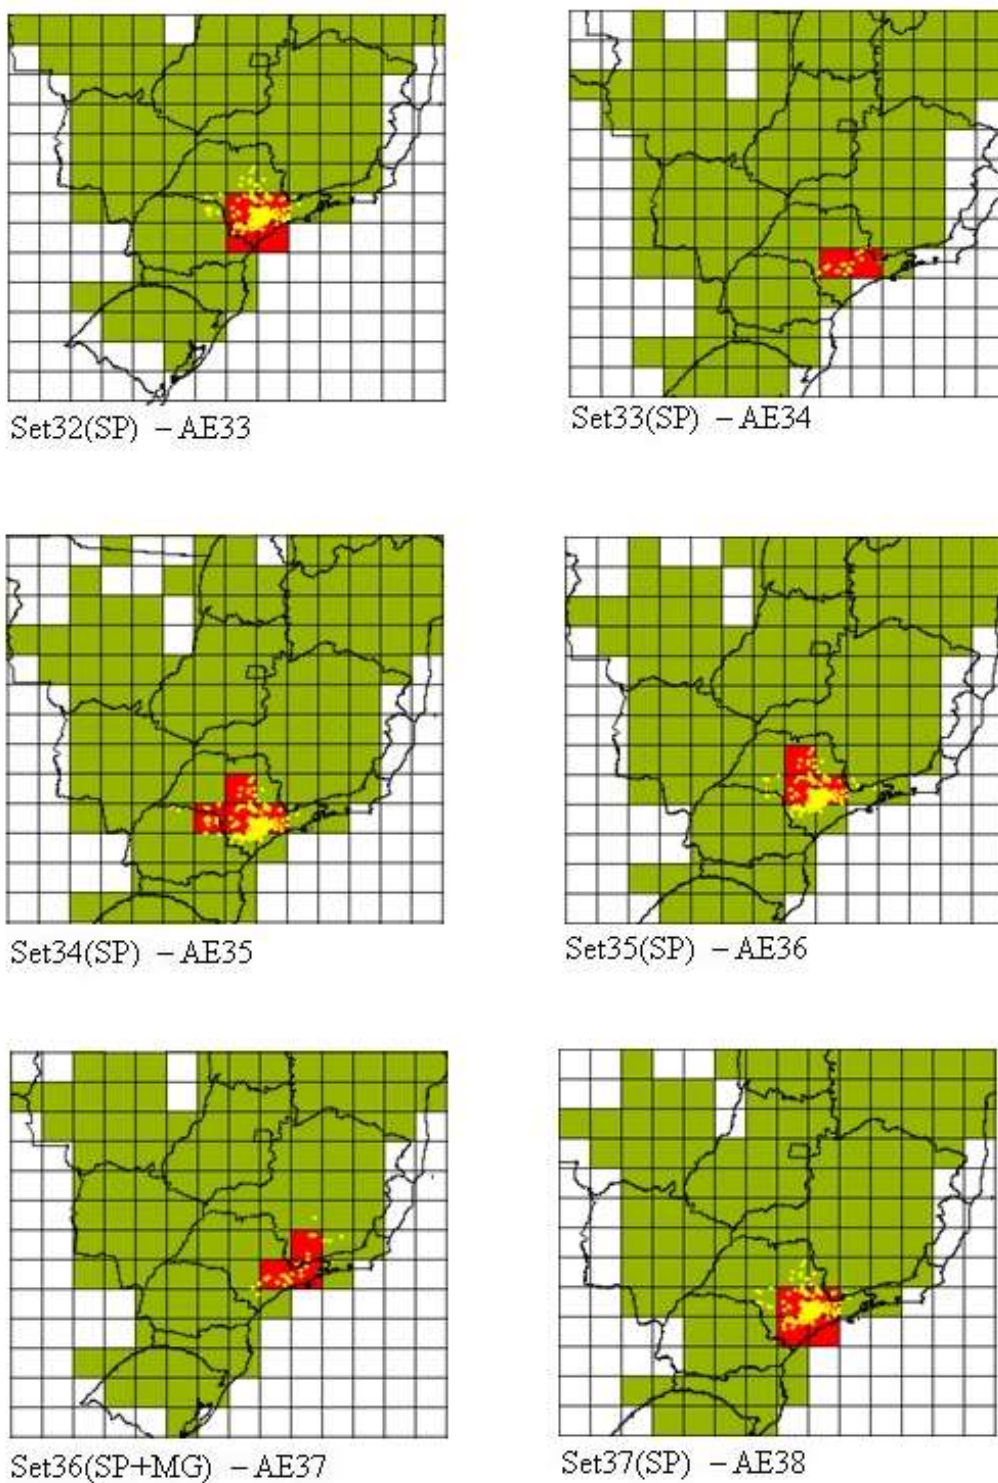 Set32(SP) – AE33
Set33(SP) – AE34
Set34(SP) – AE35
Set35(SP) – AE36
Set36(SP+MG) – AE37
Set37(SP) – AE38